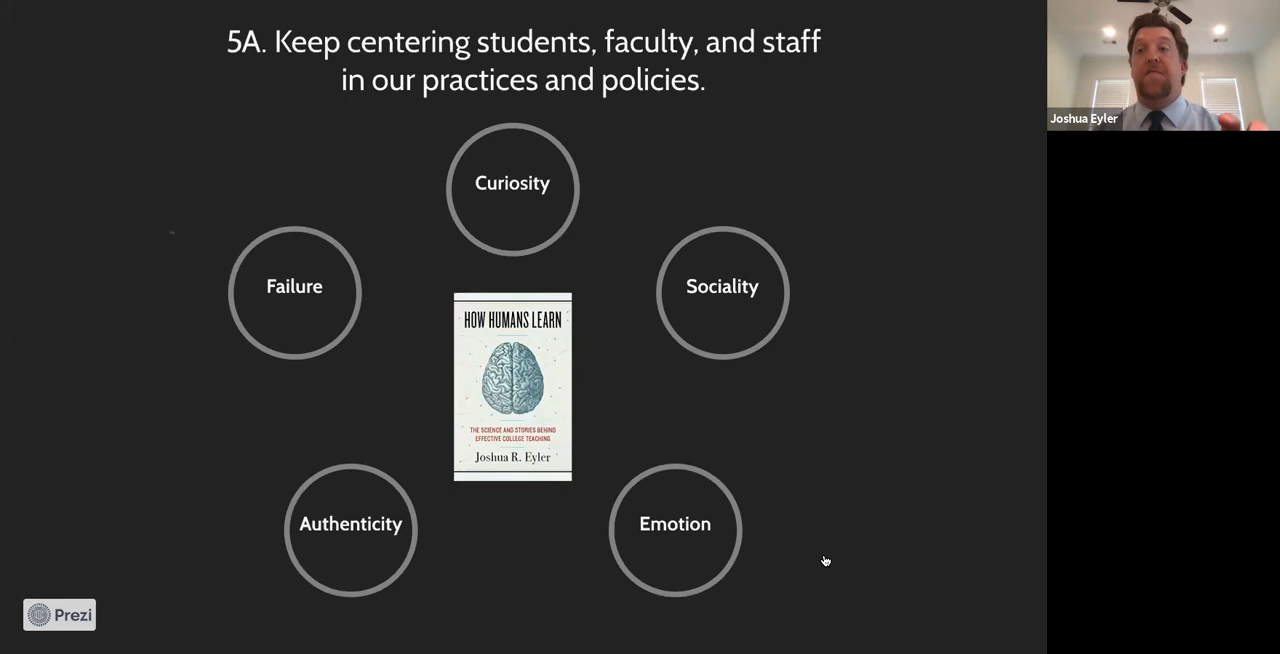 5A. Keep centering students, faculty, and staff
in our practices and policies.
Joshua Eyler
Curiosity
Failure
Sociality
HOW HUMANS LEARN
THE SCIENCE AND STORIES BEHIND
EFFECTIVE COLLEGE TEACHING
Joshua R. Eyler
Authenticity
Emotion
Prezi